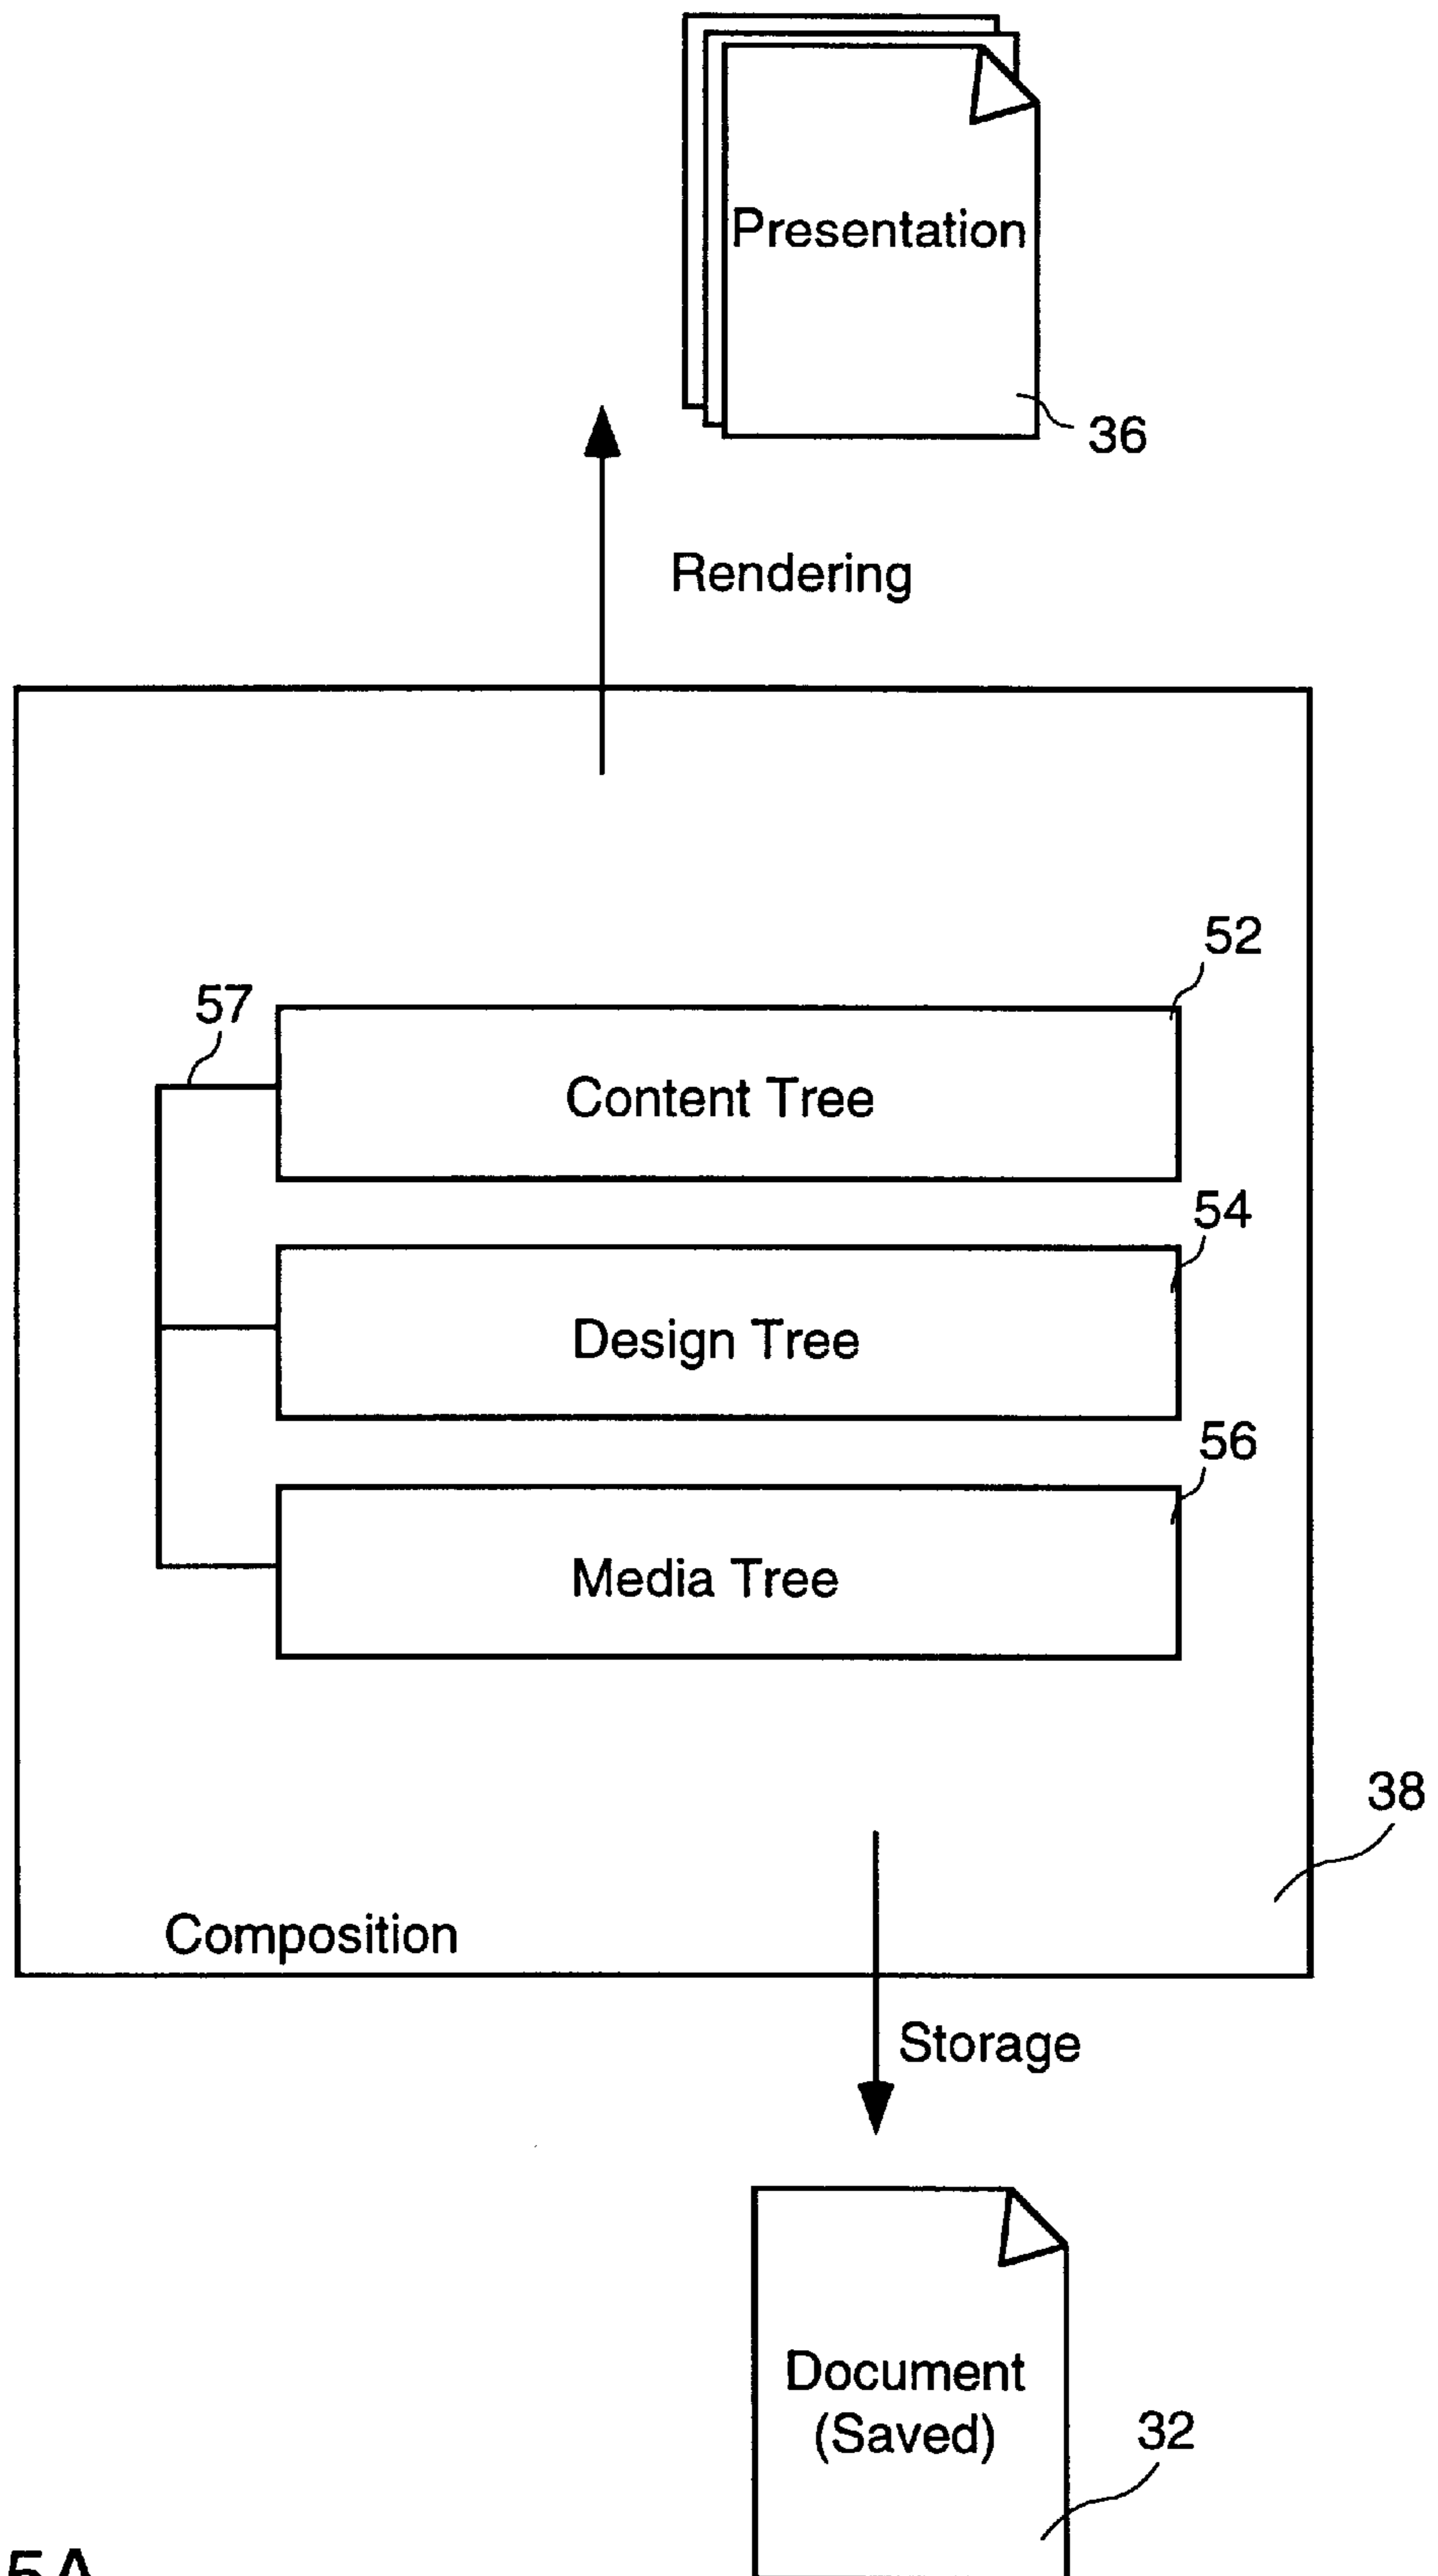 Presentation
36
Rendering
52
57
Content Tree
54
Design Tree
56
Media Tree
38
Composition
Storage
Document
(Saved)
32
5A